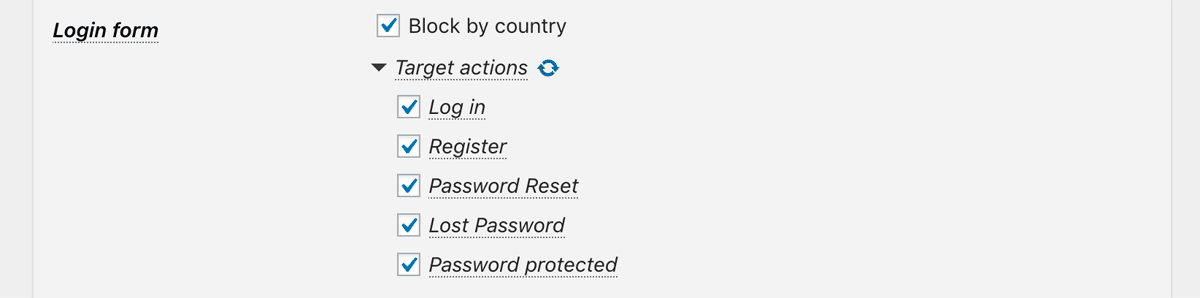 Login form
Block by country
Target actions
Log in
Register
Password Reset
Lost Password
Password protected